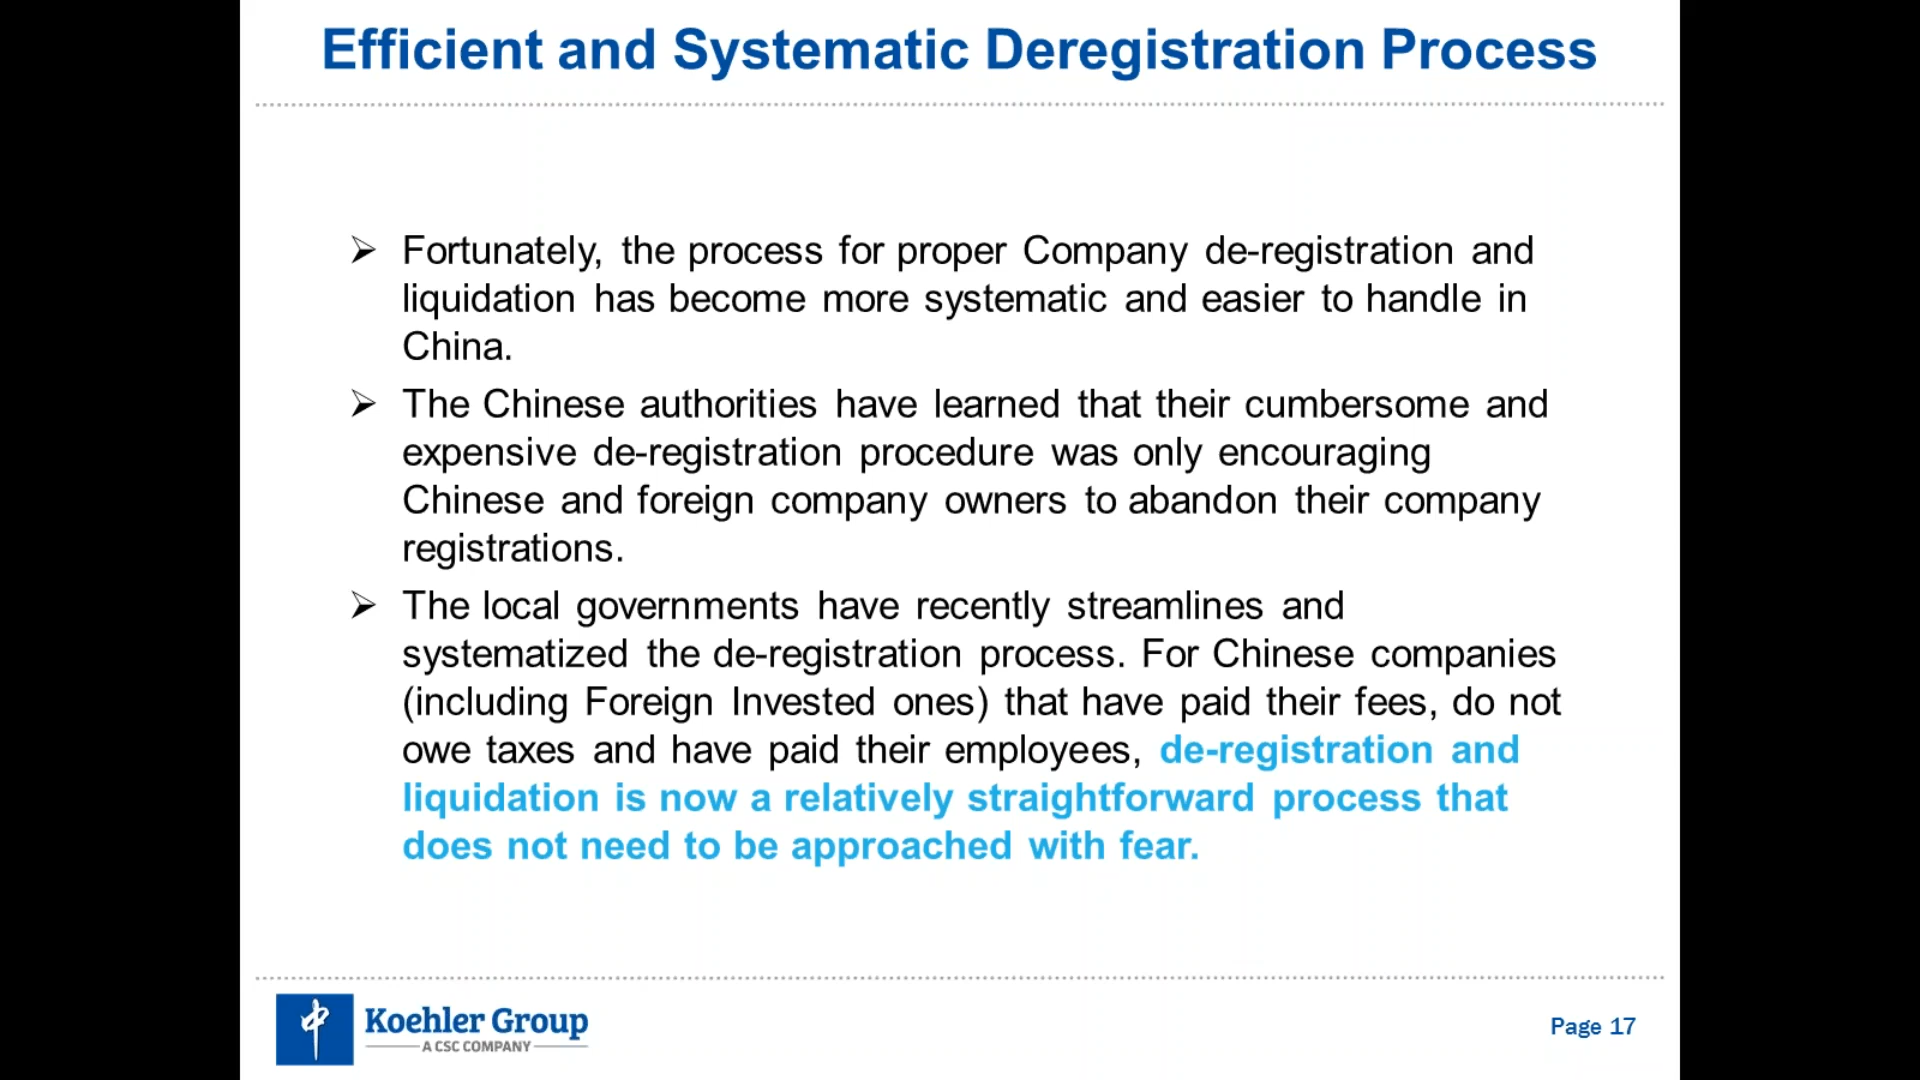 Efficient and Systematic Deregistration Process
➢ Fortunately, the process for proper Company de-registration and
liquidation has become more systematic and easier to handle in
China.
➢ The Chinese authorities have learned that their cumbersome and
expensive de-registration procedure was only encouraging
Chinese and foreign company owners to abandon their company
registrations.
➢ The local governments have recently streamlines and
systematized the de-registration process. For Chinese companies
(including Foreign Invested ones) that have paid their fees, do not
owe taxes and have paid their employees, de-registration and
liquidation is now a relatively straightforward process that
does not need to be approached with fear.
Koehler Group
A CSC COMPANY
Page 17